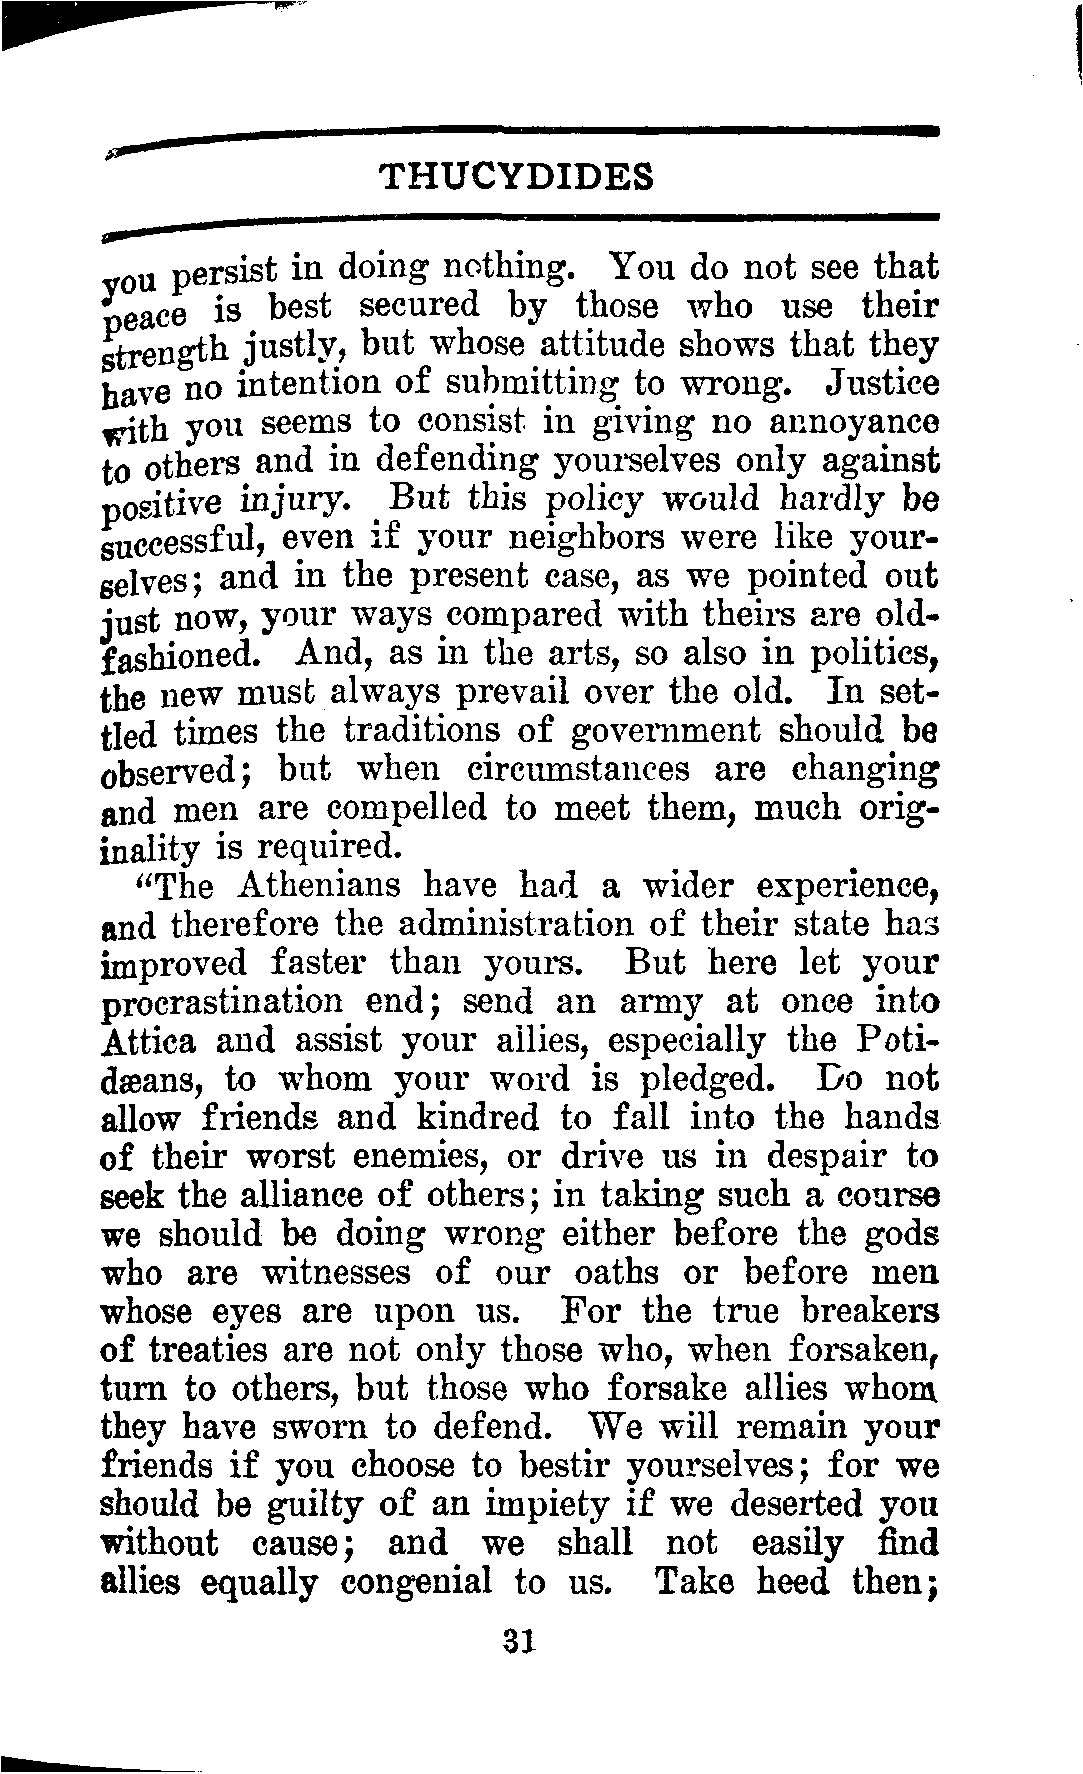 THUCYDIDES
you persist in doing nothing. You do not see that
peace is best secured by those who use their
strength justly, but whose attitude shows that they
have no intention of submitting to wrong. Justice
with you seems to consist in giving no annoyance
to others and in defending yourselves only against
positive injury. But this policy would hardly be
successful, even if your neighbors were like your-
selves; and in the present case, as we pointed out
just now, your ways compared with theirs are old-
fashioned. And, as in the arts, so also in politics,
the new must always prevail over the old. In set-
tled times the traditions of government should be
observed; but when circumstances are changing
and men are compelled to meet them, much orig-
inality is required.
"The Athenians have had a wider experience,
and therefore the administration of their state has
improved faster than yours. But here let your
procrastination end; send an army at once into
Attica and assist your allies, especially the Poti-
dæans, to whom your word is pledged. Do not
allow friends and kindred to fall into the hands
of their worst enemies, or drive us in despair to
seek the alliance of others; in taking such a course
we should be doing wrong either before the gods
who are witnesses of our oaths or before men
whose eyes are upon us. For the true breakers
of treaties are not only those who, when forsaken,
turn to others, but those who forsake allies whom
they have sworn to defend. We will remain your
friends if you choose to bestir yourselves; for we
should be guilty of an impiety if we deserted you
without cause; and we shall not easily find
allies equally congenial to us. Take heed then;
31